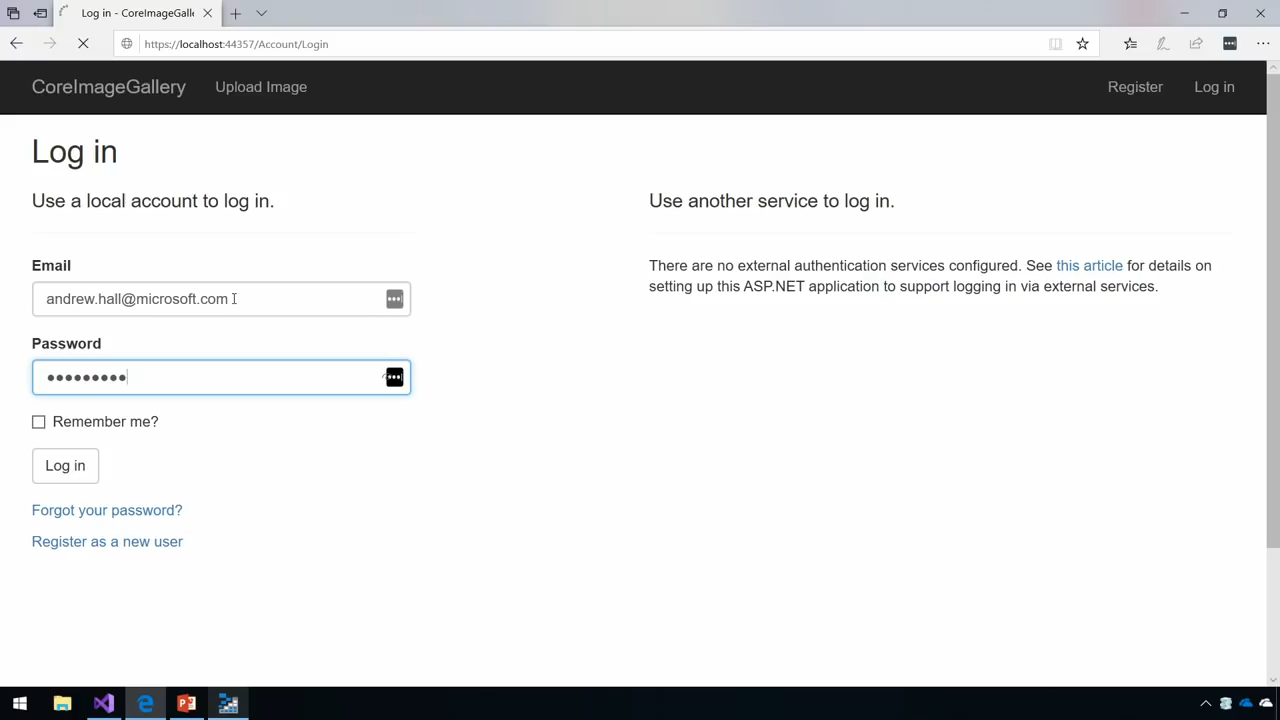 Log in - CoreImageGalle
https://localhost:44357/Account/Login
CoreImageGallery Upload Image Register Log in
Log in
Use a local account to log in.
Use another service to log in.
Email
There are no external authentication services configured. See this article for details on
setting up this ASP.NET application to support logging in via external services.
andrew.hall@microsoft.com
Password
Remember me?
Log in
Forgot your password?
Register as a new user